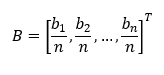 B = [b₁/n, b₂/n, …, bₙ/n]ᵀ